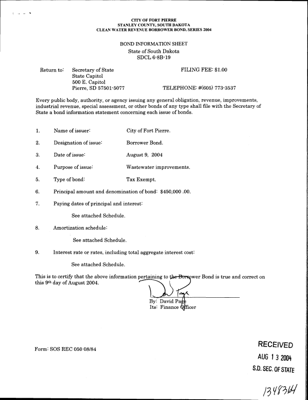 CITY OF FORT PIERRE
STANLEY COUNTY, SOUTH DAKOTA
CLEAN WATER REVENUE BORROWER BOND, SERIES 2004
BOND INFORMATION SHEET
State of South Dakota
SDCL 6-8B-19
Return to: Secretary of State FILING FEE: $1.00
State Capitol
500 E. Capitol
Pierre, SD 57501-5077 TELEPHONE #(605) 773-3537
Every public body, authority, or agency issuing any general obligation, revenue, improvements,
industrial revenue, special assessment, or other bonds of any type shall file with the Secretary of
State a bond information statement concerning each issue of bonds.
1. Name of issuer: City of Fort Pierre.
2. Designation of issue: Borrower Bond.
3. Date of issue: August 9, 2004
4. Purpose of issue: Wastewater improvements.
5. Type of bond: Tax Exempt.
6. Principal amount and denomination of bond: $450,000 .00.
7. Paying dates of principal and interest:
See attached Schedule.
8. Amortization schedule:
See attached Schedule.
9. Interest rate or rates, including total aggregate interest cost:
See attached Schedule.
This is to certify that the above information pertaining to the Borrower Bond is true and correct on
this 9th day of August 2004.
By: David Page
Its: Finance Officer
Form: SOS REC 050 08/84
RECEIVED
AUG 13 2004
S.D. SEC. OF STATE
1348364